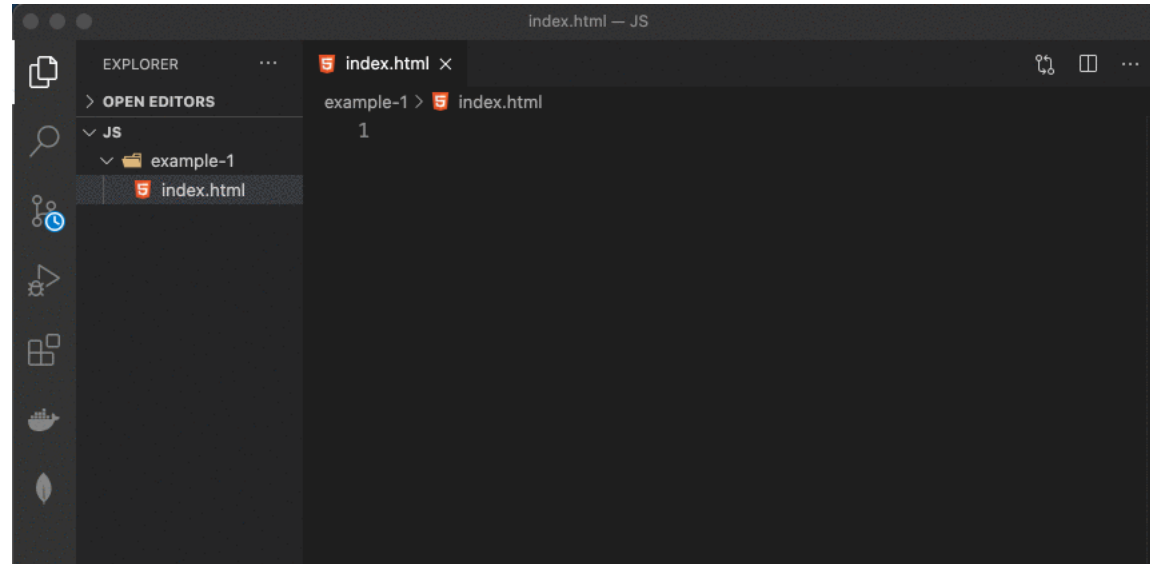 index.html — JS
EXPLORER ...
OPEN EDITORS
JS
example-1
index.html
index.html ×
example-1 > index.html
1